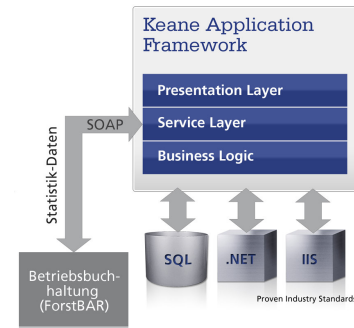 Keane Application
Framework
Presentation Layer
Service Layer
Business Logic
SOAP
Statistik-Daten
SQL
.NET
IIS
Betriebsbuch-
haltung
(ForstBAR)
Proven Industry Standards